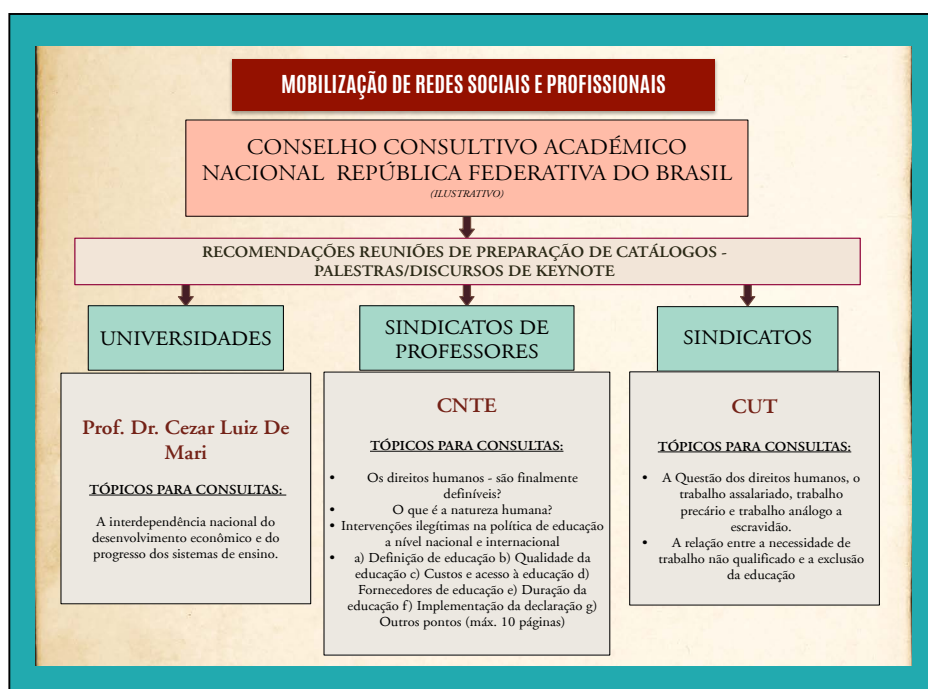 MOBILIZAÇÃO DE REDES SOCIAIS E PROFISSIONAIS
CONSELHO CONSULTIVO ACADÉMICO
NACIONAL REPÚBLICA FEDERATIVA DO BRASIL
(ILUSTRATIVO)
RECOMENDAÇÕES REUNIÕES DE PREPARAÇÃO DE CATÁLOGOS -
PALESTRAS/DISCURSOS DE KEYNOTE
UNIVERSIDADES
Prof. Dr. Cezar Luiz De
Mari
TÓPICOS PARA CONSULTAS:
A interdependência nacional do
desenvolvimento econômico e do
progresso dos sistemas de ensino.
SINDICATOS DE
PROFESSORES
CNTE
TÓPICOS PARA CONSULTAS:
• Os direitos humanos - são finalmente
definíveis?
• O que é a natureza humana?
• Intervenções ilegítimas na política de educação
a nível nacional e internacional
• a) Definição de educação b) Qualidade da
educação c) Custos e acesso à educação d)
Fornecedores de educação e) Duração da
educação f) Implementação da declaração g)
Outros pontos (máx. 10 páginas)
SINDICATOS
CUT
TÓPICOS PARA CONSULTAS:
• A Questão dos direitos humanos, o
trabalho assalariado, trabalho
precário e trabalho análogo a
escravidão.
• A relação entre a necessidade de
trabalho não qualificado e a exclusão
da educação